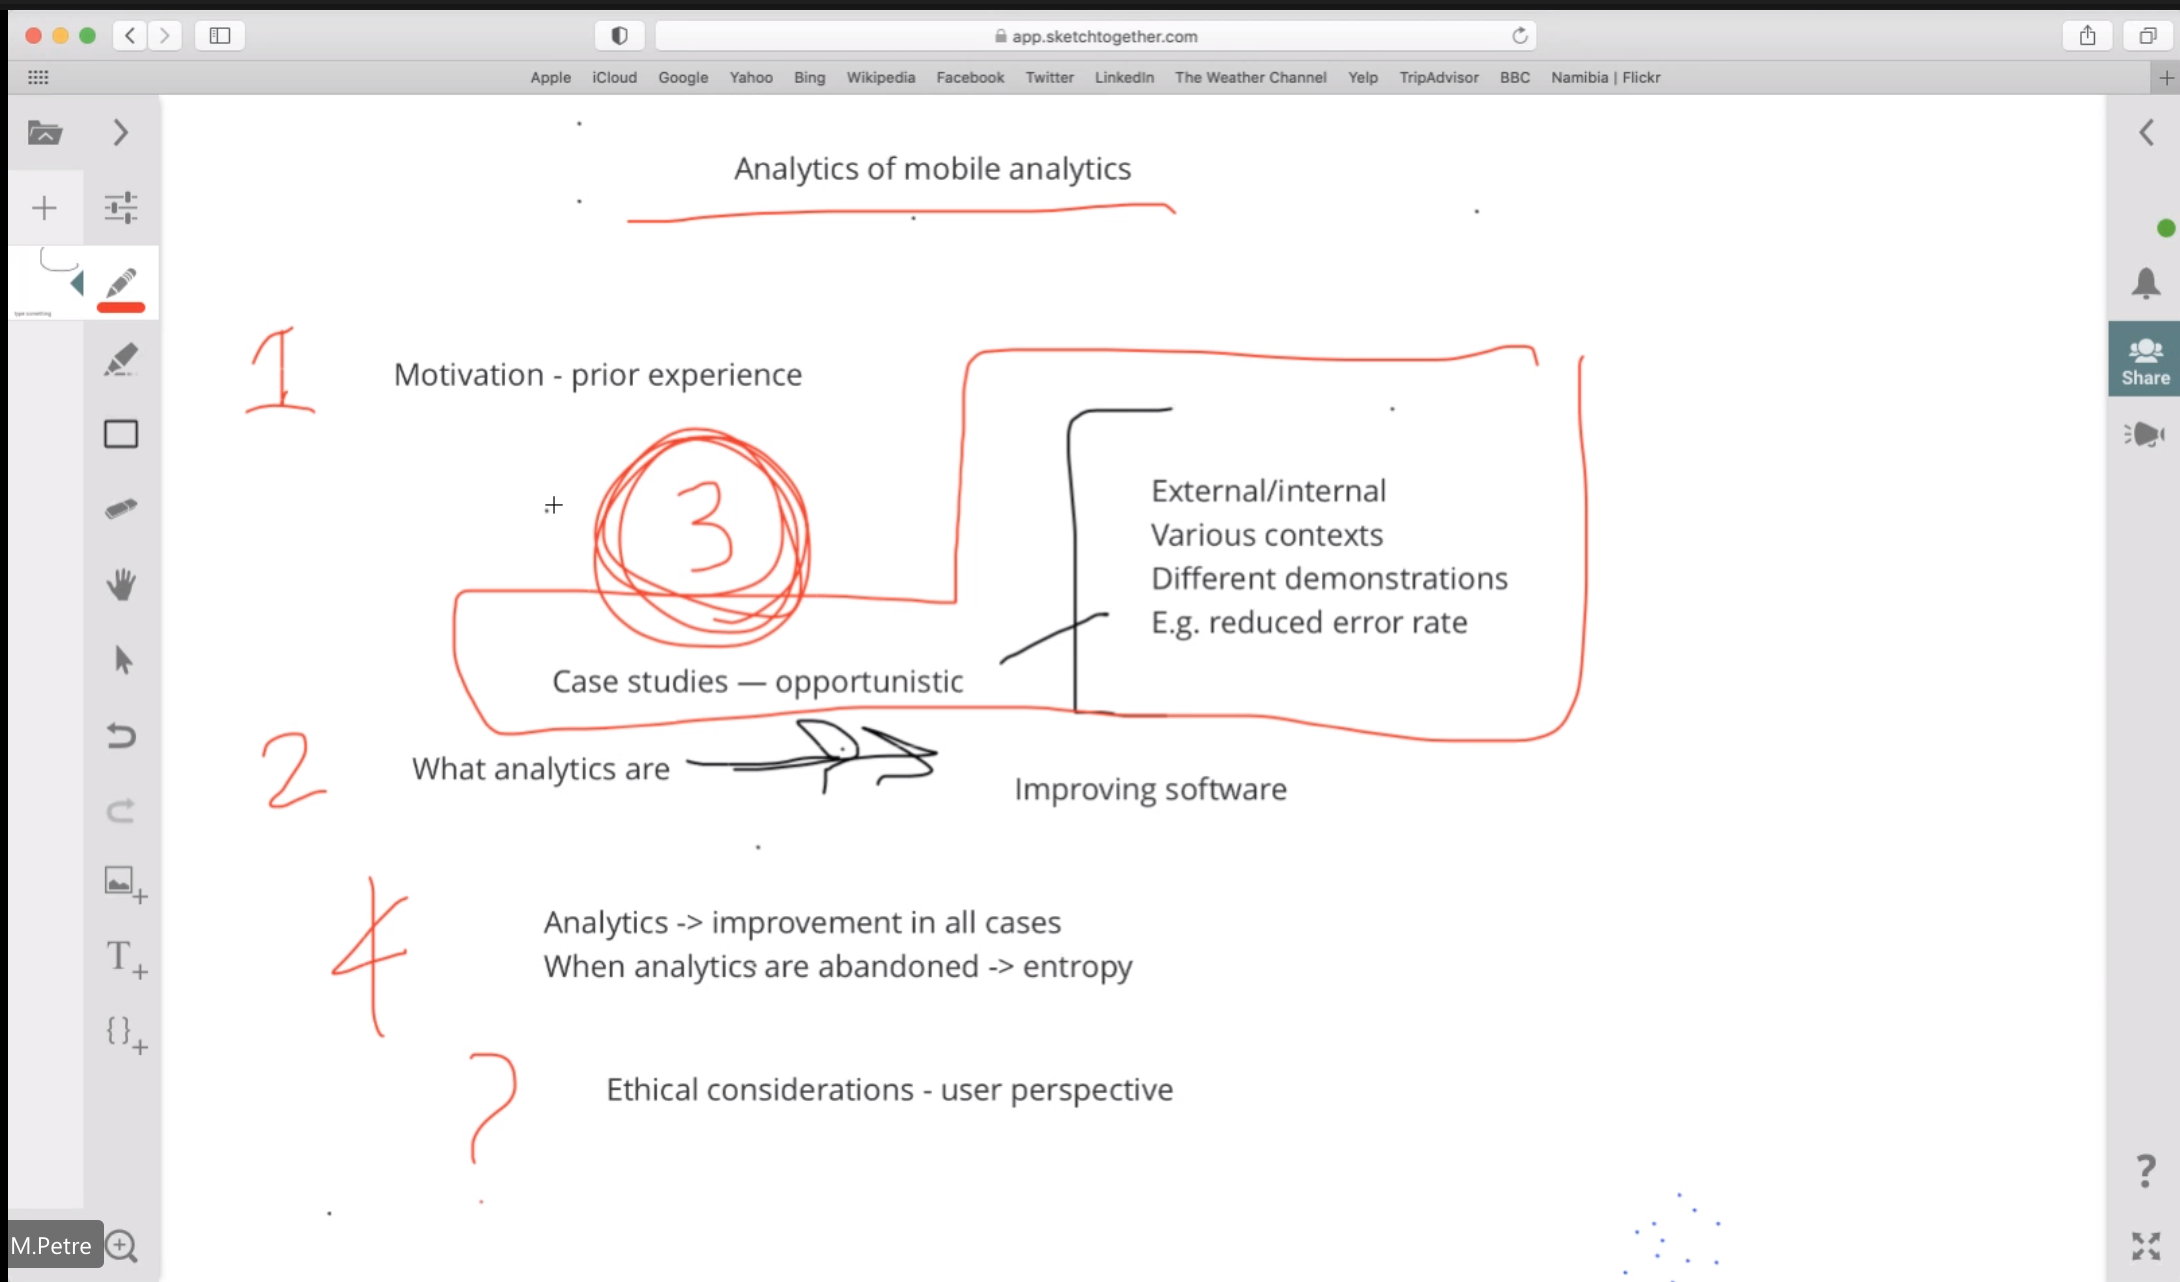 app.sketchtogether.com
Apple iCloud Google Yahoo Bing Wikipedia Facebook Twitter LinkedIn The Weather Channel Yelp TripAdvisor BBC Namibia | Flickr
Analytics of mobile analytics
1
Motivation - prior experience
Share
3
External/internal
Various contexts
Different demonstrations
E.g. reduced error rate
Case studies — opportunistic
2
What analytics are
Improving software
4
Analytics -> improvement in all cases
When analytics are abandoned -> entropy
?
Ethical considerations - user perspective
M.Petre